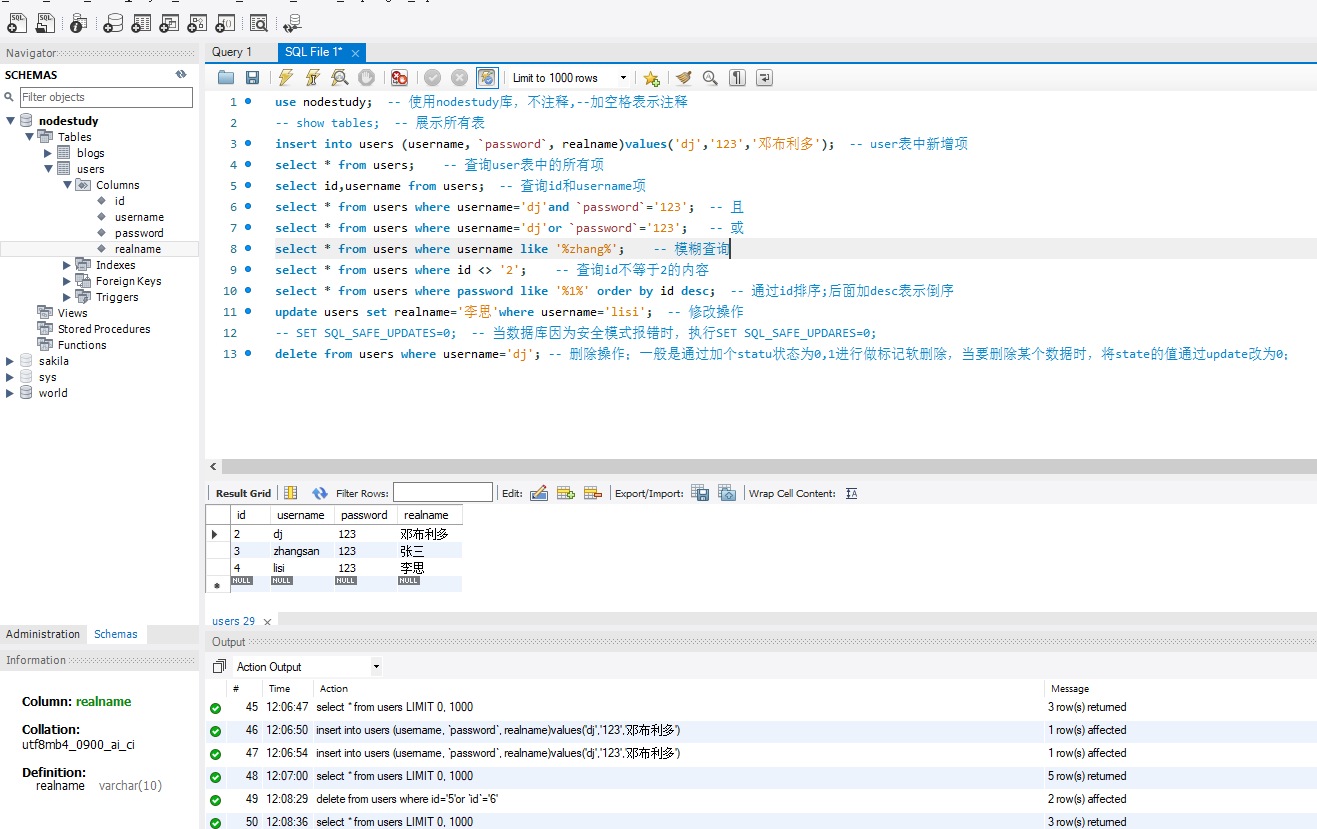 Query 1
SQL File 1*
Navigator
SCHEMAS
Filter objects
nodestudy
Tables
blogs
users
Columns
id
username
password
realname
Indexes
Foreign Keys
Triggers
Views
Stored Procedures
Functions
sakila
sys
world
Administration
Schemas
Information
Column: realname
Collation:
utf8mb4_0900_ai_ci
Definition:
realname varchar(10)
Limit to 1000 rows
1 use nodestudy;  -- 使用nodestudy库，不注释,--加空格表示注释
2 -- show tables;  -- 展示所有表
3 insert into users (username, `password`, realname)values('dj','123','邓布利多');  -- user表中新增项
4 select * from users;    -- 查询user表中的所有项
5 select id,username from users;  -- 查询id和username项
6 select * from users where username='dj'and `password`='123';  -- 且
7 select * from users where username='dj'or `password`='123';   -- 或
8 select * from users where username like '%zhang%';    -- 模糊查询
9 select * from users where id <> '2';    -- 查询id不等于2的内容
10 select * from users where password like '%1%' order by id desc;  -- 通过id排序;后面加desc表示倒序
11 update users set realname='李思'where username='lisi';  -- 修改操作
12 -- SET SQL_SAFE_UPDATES=0;  -- 当数据库因为安全模式报错时，执行SET SQL_SAFE_UPDARES=0;
13 delete from users where username='dj'; -- 删除操作；一般是通过加个statu状态为0,1进行做标记软删除，当要删除某个数据时，将state的值通过update改为0;
Result Grid
Filter Rows:
Edit:
Export/Import:
Wrap Cell Content:
id username password realname
2 dj 123 邓布利多
3 zhangsan 123 张三
4 lisi 123 李思
NULL NULL NULL NULL
users 29
Output
Action Output
# Time Action Message
45 12:06:47 select * from users LIMIT 0, 1000 3 row(s) returned
46 12:06:50 insert into users (username, `password`, realname)values('dj','123','邓布利多') 1 row(s) affected
47 12:06:54 insert into users (username, `password`, realname)values('dj','123','邓布利多') 1 row(s) affected
48 12:07:00 select * from users LIMIT 0, 1000 5 row(s) returned
49 12:08:29 delete from users where id='5'or `id`='6' 2 row(s) affected
50 12:08:36 select * from users LIMIT 0, 1000 3 row(s) returned